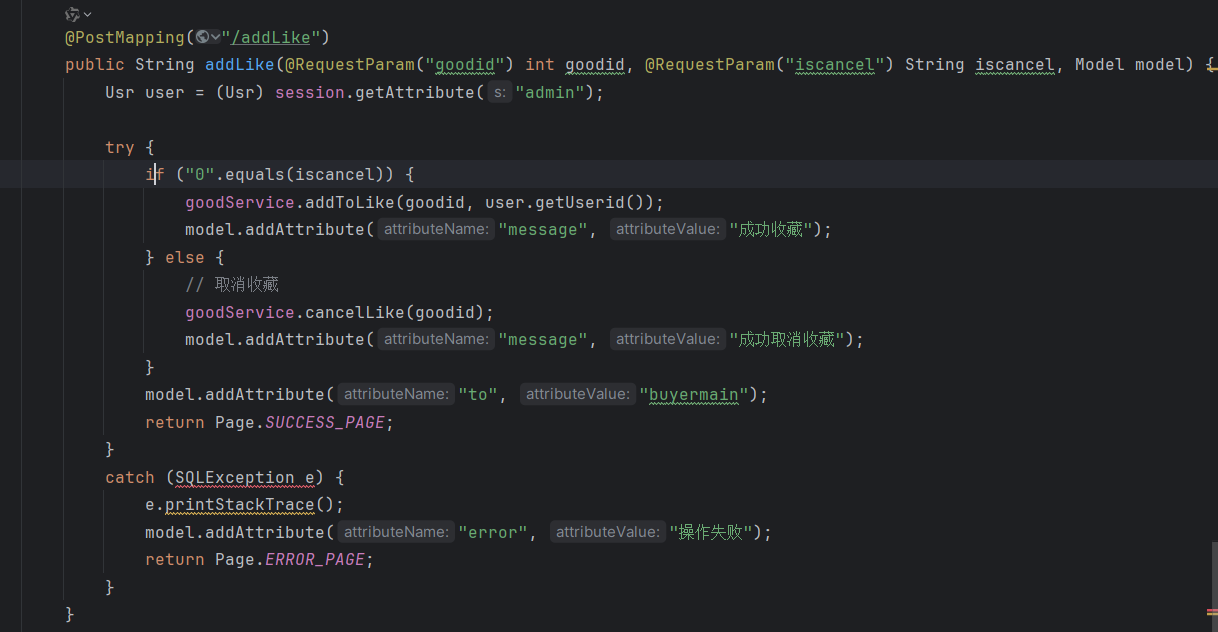 @PostMapping("/addLike")
public String addLike(@RequestParam("goodid") int goodid, @RequestParam("iscancel") String iscancel, Model model) {
Usr user = (Usr) session.getAttribute( s: "admin");
try {
if ("0".equals(iscancel)) {
goodService.addToLike(goodid, user.getUserid());
model.addAttribute( attributeName: "message", attributeValue: "成功收藏");
} else {
// 取消收藏
goodService.cancelLike(goodid);
model.addAttribute( attributeName: "message", attributeValue: "成功取消收藏");
}
model.addAttribute( attributeName: "to", attributeValue: "buyermain");
return Page.SUCCESS_PAGE;
}
catch (SQLException e) {
e.printStackTrace();
model.addAttribute( attributeName: "error", attributeValue: "操作失败");
return Page.ERROR_PAGE;
}
}